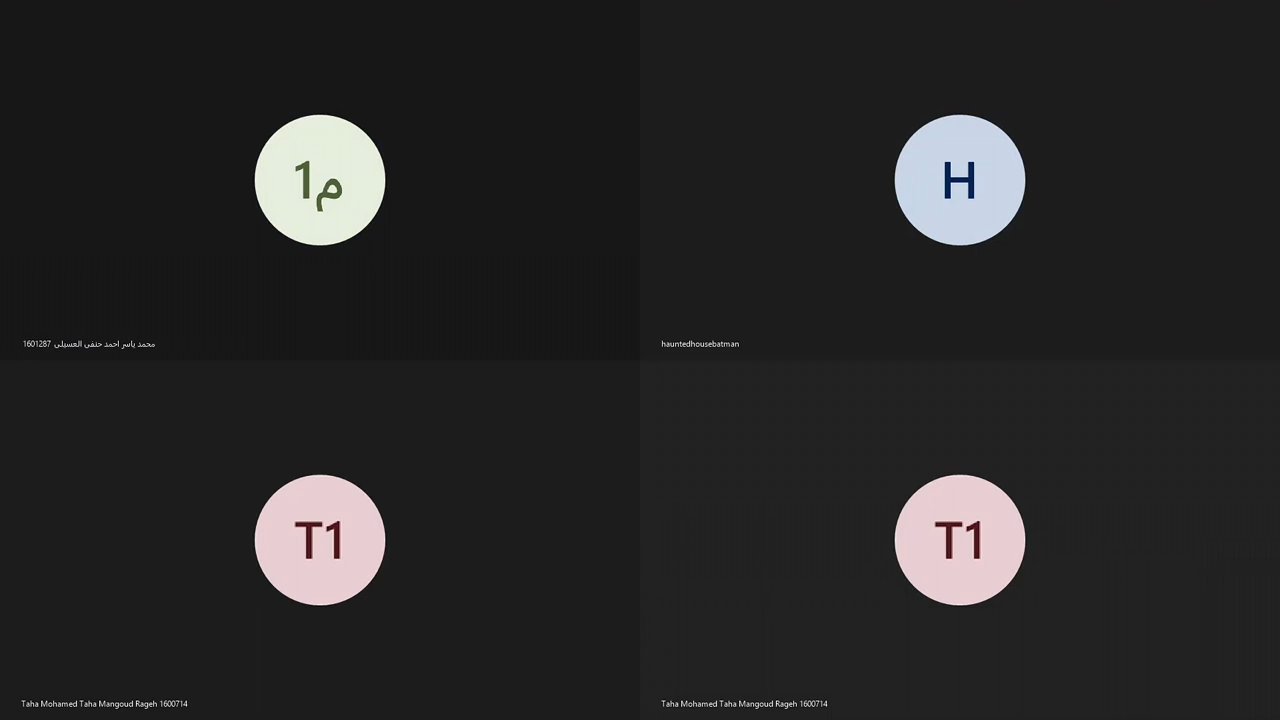 م1
H
محمد ياسر احمد حنفى العسيلى 1601287
hauntedhousebatman
T1
T1
Taha Mohamed Taha Mangoud Rageh 1600714
Taha Mohamed Taha Mangoud Rageh 1600714